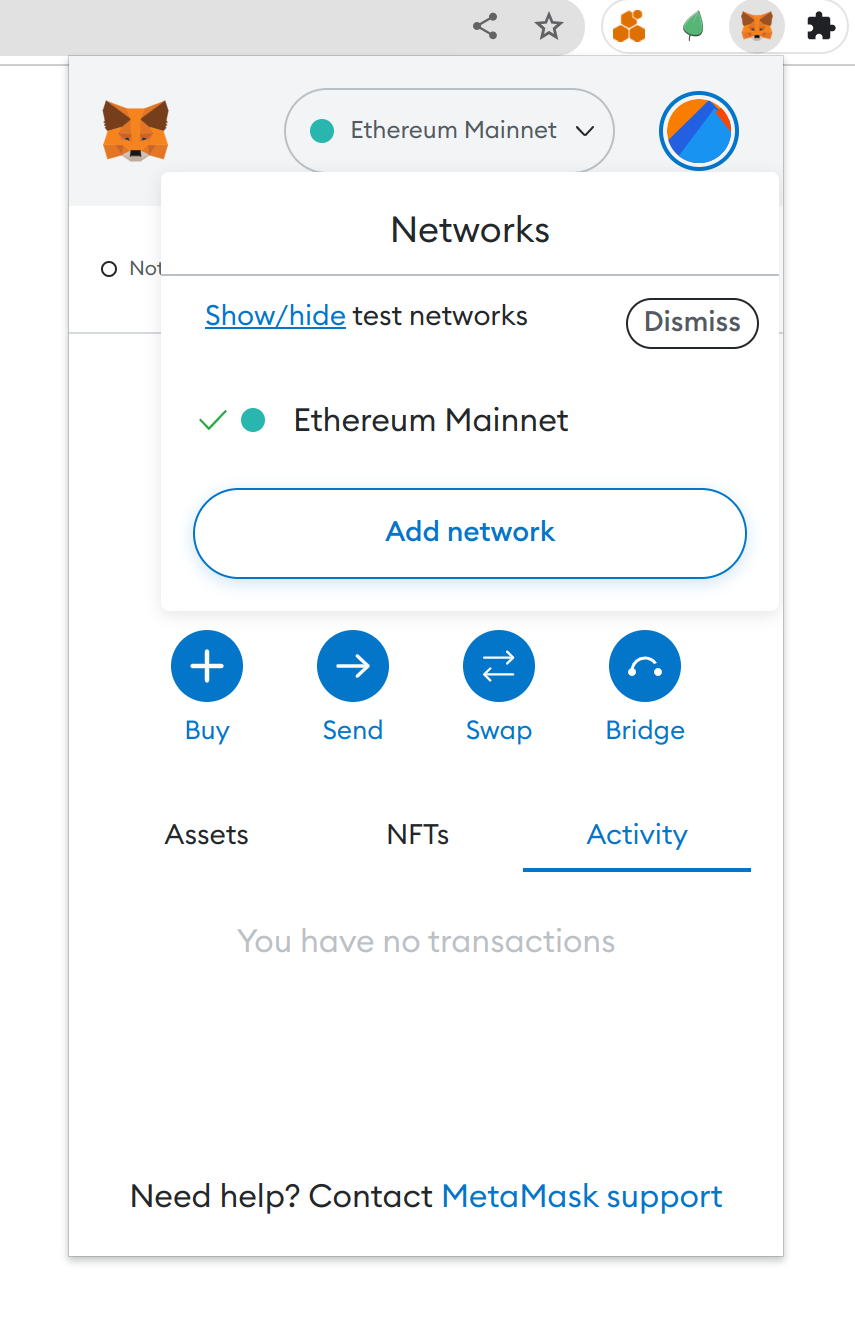 Ethereum Mainnet
Networks
Not
Show/hide test networks
Dismiss
Ethereum Mainnet
Add network
Buy
Send
Swap
Bridge
Assets
NFTs
Activity
You have no transactions
Need help? Contact MetaMask support